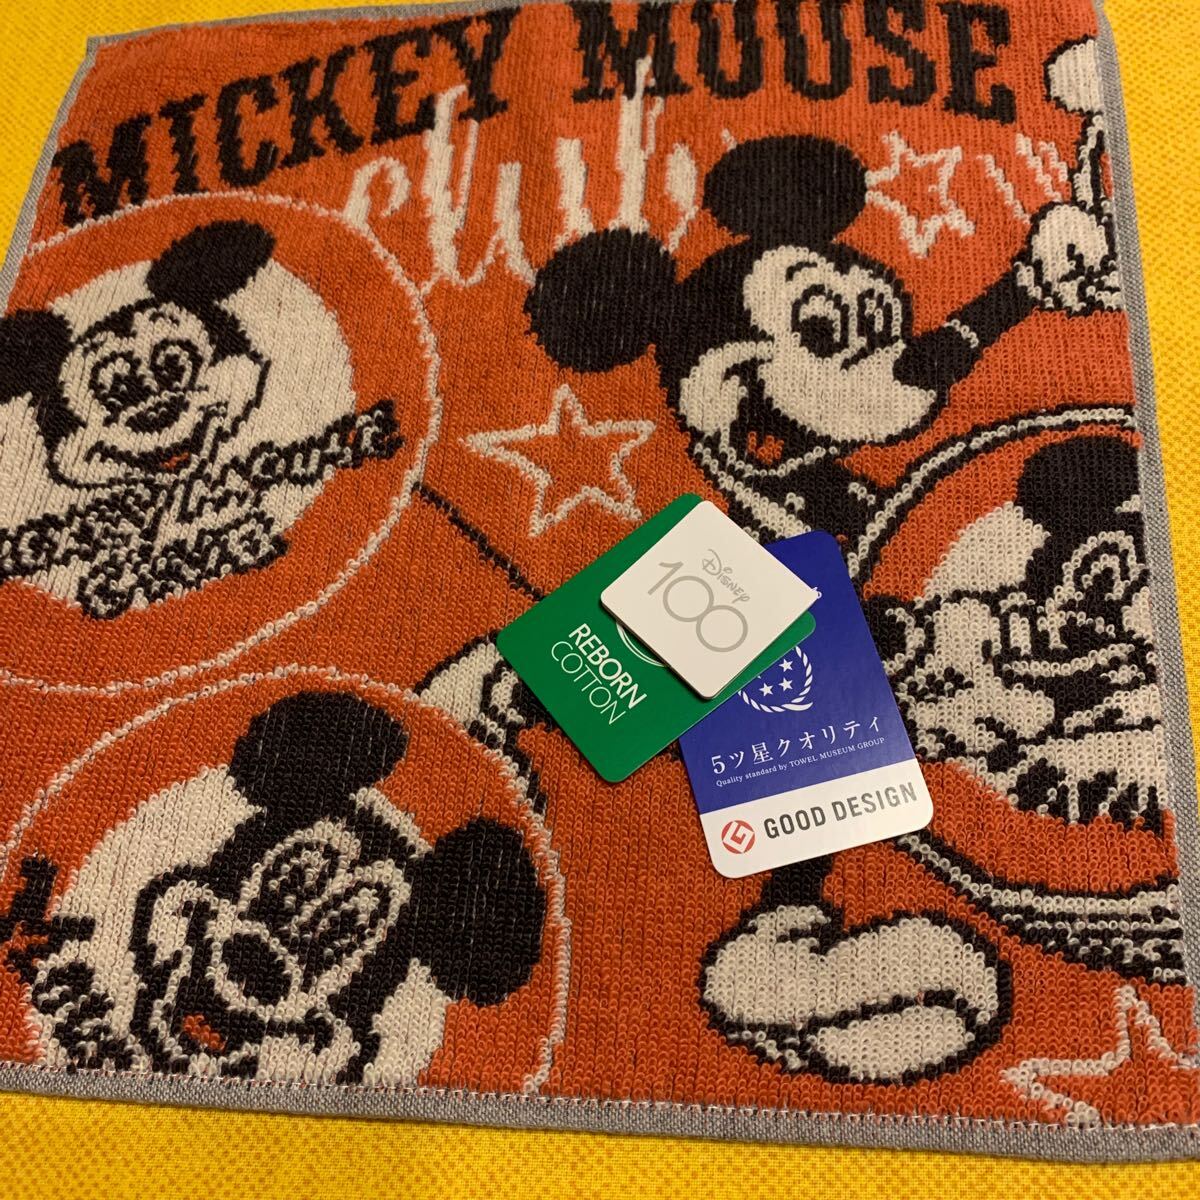 MICKEY MOUSE
club
DISNEY
100
REBORN
COTTON
5ツ星クオリティ
Quality standard by TOWEL MUSEUM GROUP
GOOD DESIGN